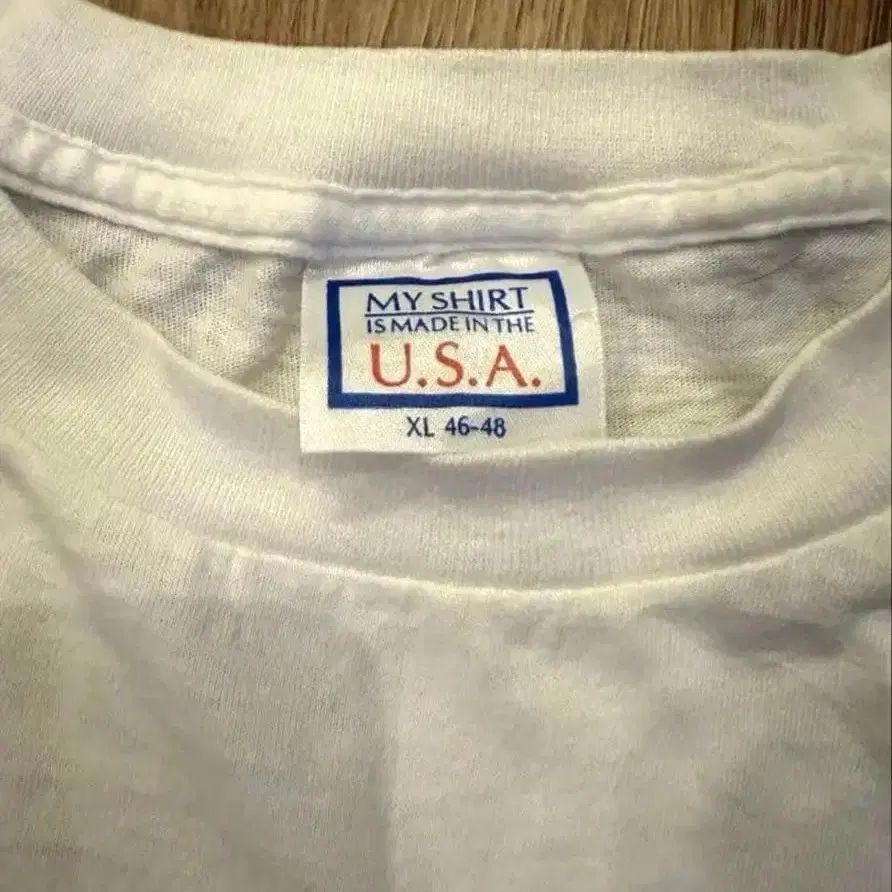 MY SHIRT
IS MADE IN THE
U.S.A.
XL 46-48